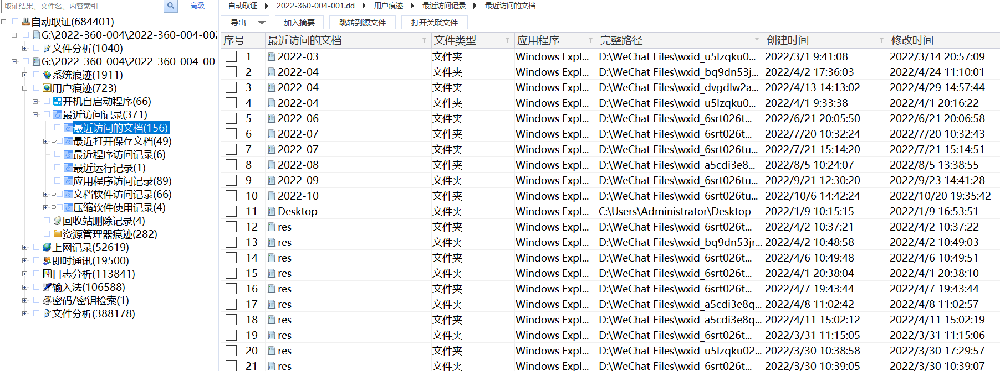 取证结果、文件名、内容索引 高级
自动取证(684401)
G:\2022-360-004\2022-360-004-002
文件分析(1040)
G:\2022-360-004\2022-360-004-00
系统痕迹(1911)
用户痕迹(723)
开机自启动程序(66)
最近访问记录(371)
最近访问的文档(156)
最近打开保存文档(49)
最近程序访问记录(6)
最近运行记录(1)
应用程序访问记录(89)
文档软件访问记录(66)
压缩软件使用记录(4)
回收站删除记录(4)
资源管理器痕迹(282)
上网记录(52619)
即时通讯(19500)
日志分析(113841)
输入法(106588)
密码/密钥检索(1)
文件分析(388178)
自动取证 2022-360-004-001.dd 用户痕迹 最近访问记录 最近访问的文档
导出 加入摘要 跳转到源文件 打开关联文件
序号 最近访问的文档 文件类型 应用程序 完整路径 创建时间 修改时间
1 2022-03 文件夹 Windows Expl... D:\WeChat Files\wxid_u5lzqku0... 2022/3/1 9:41:08 2022/3/14 20:57:09
2 2022-04 文件夹 Windows Expl... D:\WeChat Files\wxid_bq9dn53j... 2022/4/2 17:36:03 2022/4/24 11:10:01
3 2022-04 文件夹 Windows Expl... D:\WeChat Files\wxid_dvgdlw2a... 2022/4/13 14:13:02 2022/4/29 14:57:44
4 2022-04 文件夹 Windows Expl... D:\WeChat Files\wxid_u5lzqku0... 2022/4/1 9:33:38 2022/4/1 20:16:22
5 2022-06 文件夹 Windows Expl... D:\WeChat Files\wxid_6srt026t... 2022/6/21 20:05:50 2022/6/21 20:06:58
6 2022-07 文件夹 Windows Expl... D:\WeChat Files\wxid_6srt026t... 2022/7/20 10:32:24 2022/7/20 10:32:43
7 2022-07 文件夹 Windows Expl... D:\WeChat Files\wxid_6srt026tu... 2022/7/21 15:14:20 2022/7/21 15:14:51
8 2022-08 文件夹 Windows Expl... D:\WeChat Files\wxid_a5cdi3e8... 2022/8/5 10:24:07 2022/8/5 13:38:55
9 2022-09 文件夹 Windows Expl... D:\WeChat Files\wxid_6srt026tu... 2022/9/21 12:30:20 2022/9/23 14:41:28
10 2022-10 文件夹 Windows Expl... D:\WeChat Files\wxid_6srt026tu... 2022/10/6 14:42:24 2022/10/20 19:35:42
11 Desktop 文件夹 Windows Expl... C:\Users\Administrator\Desktop 2022/1/9 10:15:15 2022/1/9 16:53:51
12 res 文件夹 Windows Expl... D:\WeChat Files\wxid_6srt026t... 2022/4/2 10:37:21 2022/4/2 10:37:22
13 res 文件夹 Windows Expl... D:\WeChat Files\wxid_bq9dn53jr... 2022/4/2 10:48:58 2022/4/2 10:49:03
14 res 文件夹 Windows Expl... D:\WeChat Files\wxid_6srt026t... 2022/4/6 10:49:48 2022/4/6 10:49:51
15 res 文件夹 Windows Expl... D:\WeChat Files\wxid_6srt026t... 2022/4/1 20:38:04 2022/4/1 20:38:10
16 res 文件夹 Windows Expl... D:\WeChat Files\wxid_6srt026t... 2022/4/7 19:43:44 2022/4/7 19:43:44
17 res 文件夹 Windows Expl... D:\WeChat Files\wxid_a5cdi3e8q... 2022/4/8 11:02:42 2022/4/8 11:02:57
18 res 文件夹 Windows Expl... D:\WeChat Files\wxid_a5cdi3e8q... 2022/4/11 15:02:12 2022/4/11 15:02:19
19 res 文件夹 Windows Expl... D:\WeChat Files\wxid_6srt026t... 2022/3/31 11:15:05 2022/3/31 11:15:06
20 res 文件夹 Windows Expl... D:\WeChat Files\wxid_u5lzqku02... 2022/3/30 10:38:58 2022/3/30 17:29:57
21 res 文件夹 Windows Expl... D:\WeChat Files\wxid_6srt026t... 2022/3/30 10:39:05 2022/3/30 10:39:07